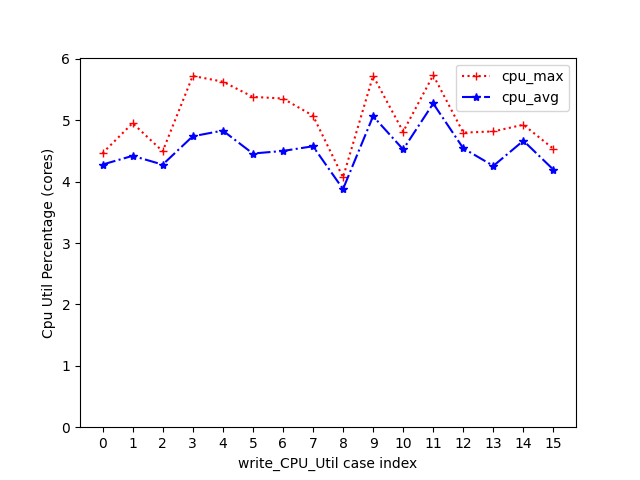 cpu_max
cpu_avg
Cpu Util Percentage (cores)
6
5
4
3
2
1
0
0 1 2 3 4 5 6 7 8 9 10 11 12 13 14 15
write_CPU_Util case index